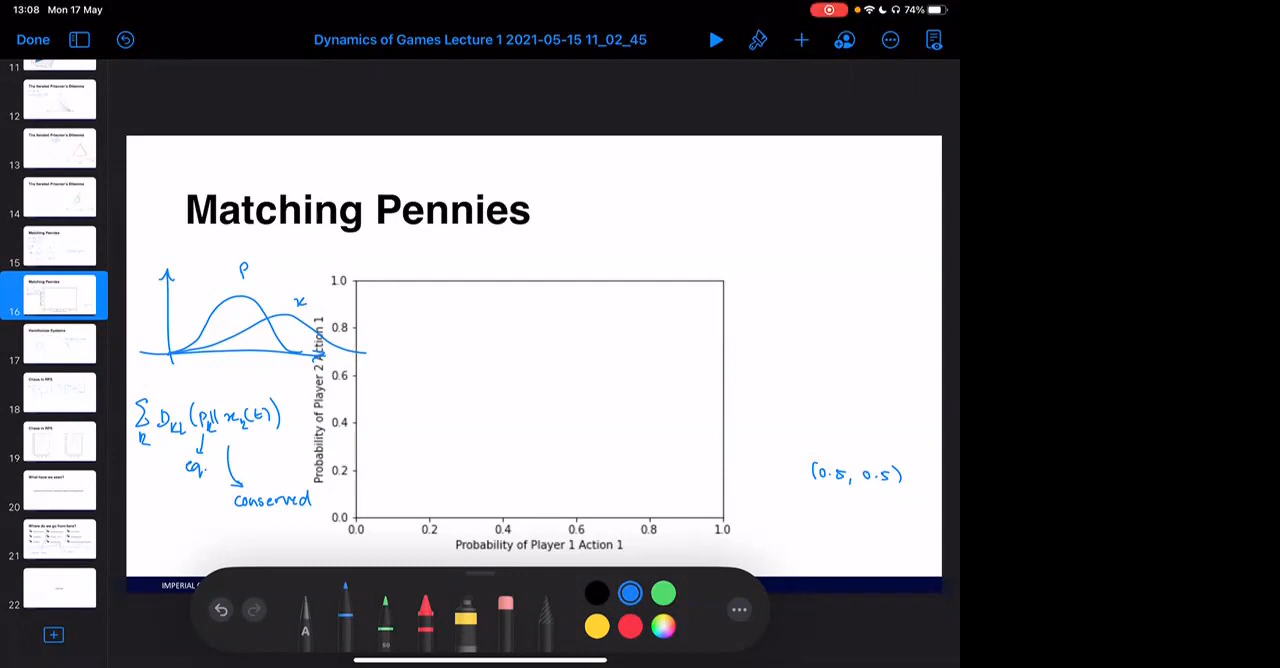 13:08 Mon 17 May
74%
Done
Dynamics of Games Lecture 1 2021-05-15 11_02_45
11
12
The Iterated Prisoner's Dilemma
13
The Iterated Prisoner's Dilemma
14
The Iterated Prisoner's Dilemma
15
Matching Pennies
16
Matching Pennies
17
Hamiltonian Systems
18
Chaos in RPS
19
Chaos in RPS
20
What have we seen?
21
Where do we go from here?
22
Matching Pennies
P
x
∑ D_KL (P_k || x_k(t))
k
eq.
conserved
(0.5, 0.5)
Probability of Player 2 Action 1
1.0
0.8
0.6
0.4
0.2
0.0
0.0 0.2 0.4 0.6 0.8 1.0
Probability of Player 1 Action 1
IMPERIAL
A
50